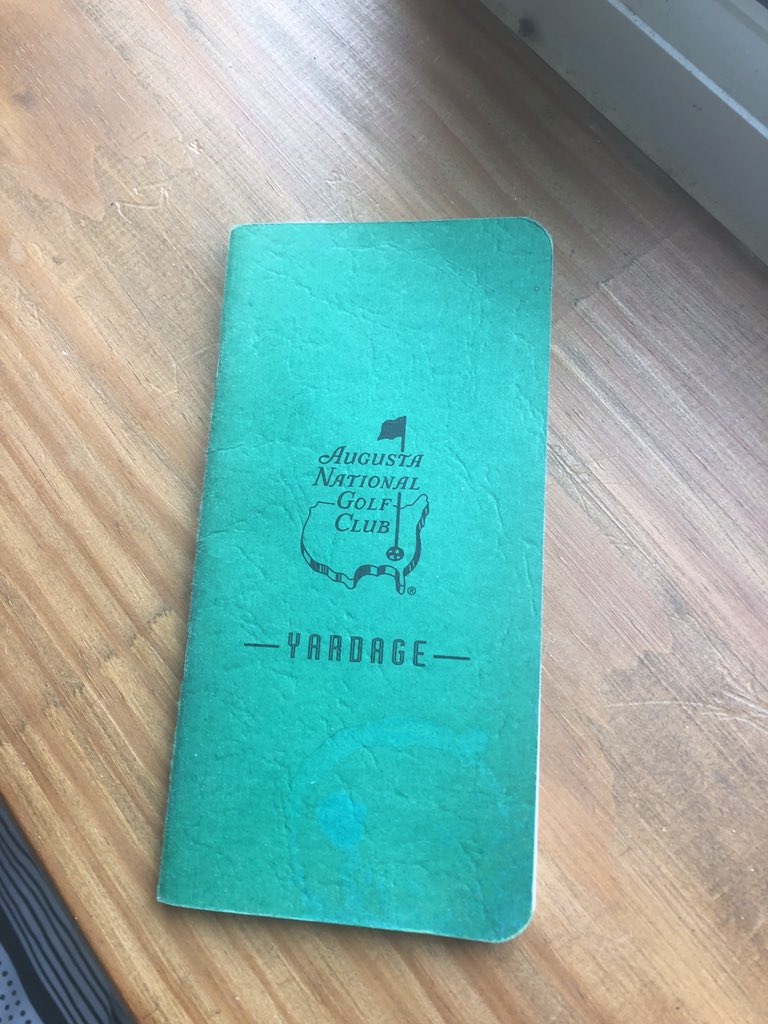 AUGUSTA
NATIONAL
GOLF
CLUB
®
—YARDAGE—